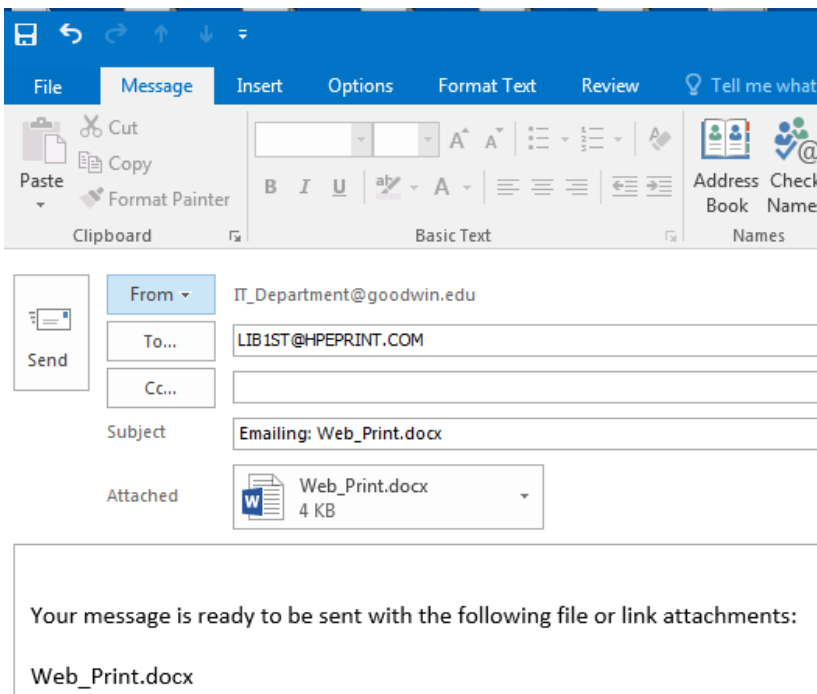 File Message Insert Options Format Text Review Tell me what
Cut
Copy
Paste
Format Painter
Clipboard
B I U
A
Basic Text
Address Book
Check Name
Names
Send
From
IT_Department@goodwin.edu
To...
LIB1ST@HPEPRINT.COM
Cc...
Subject
Emailing: Web_Print.docx
Attached
Web_Print.docx
4 KB
Your message is ready to be sent with the following file or link attachments:
Web_Print.docx